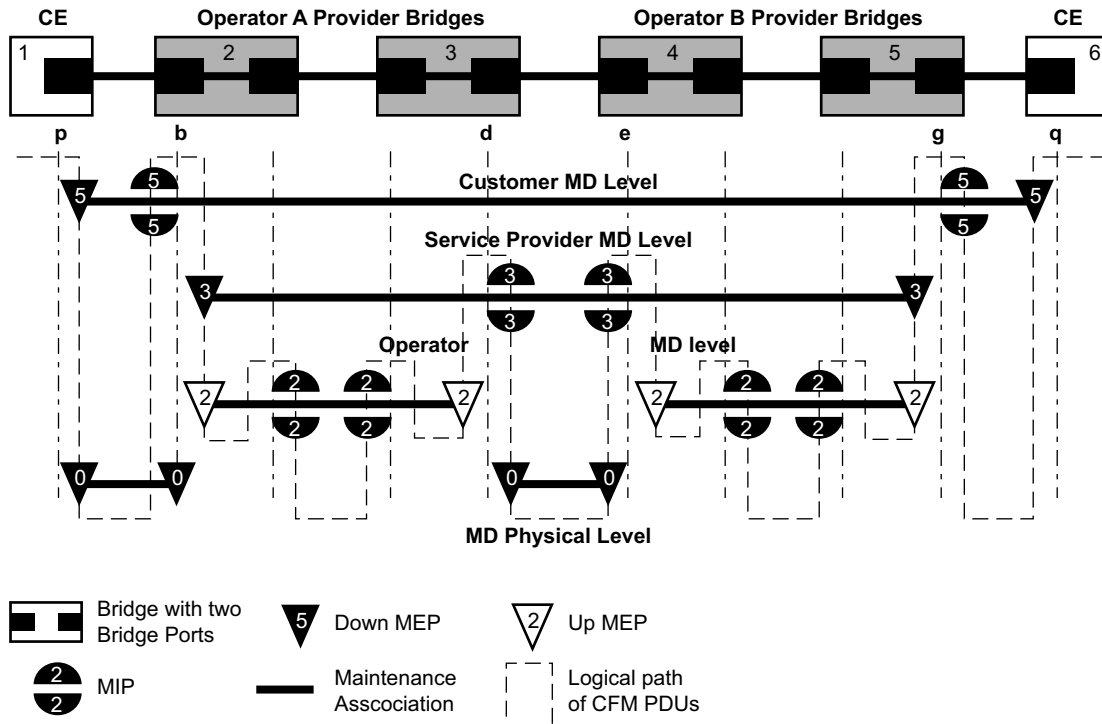 CE Operator A Provider Bridges Operator B Provider Bridges CE
1 2 3 4 5 6
p b d e g q
5 5 5 5
Customer MD Level
5 5
Service Provider MD Level
3 3
3 3
3 3
Operator MD level
2 2 2 2
2 2 2 2
2 2 2 2
0 0 0 0
MD Physical Level
Bridge with two
Bridge Ports
5 Down MEP
2 Up MEP
2
2
MIP
Maintenance
Asscociation
Logical path
of CFM PDUs